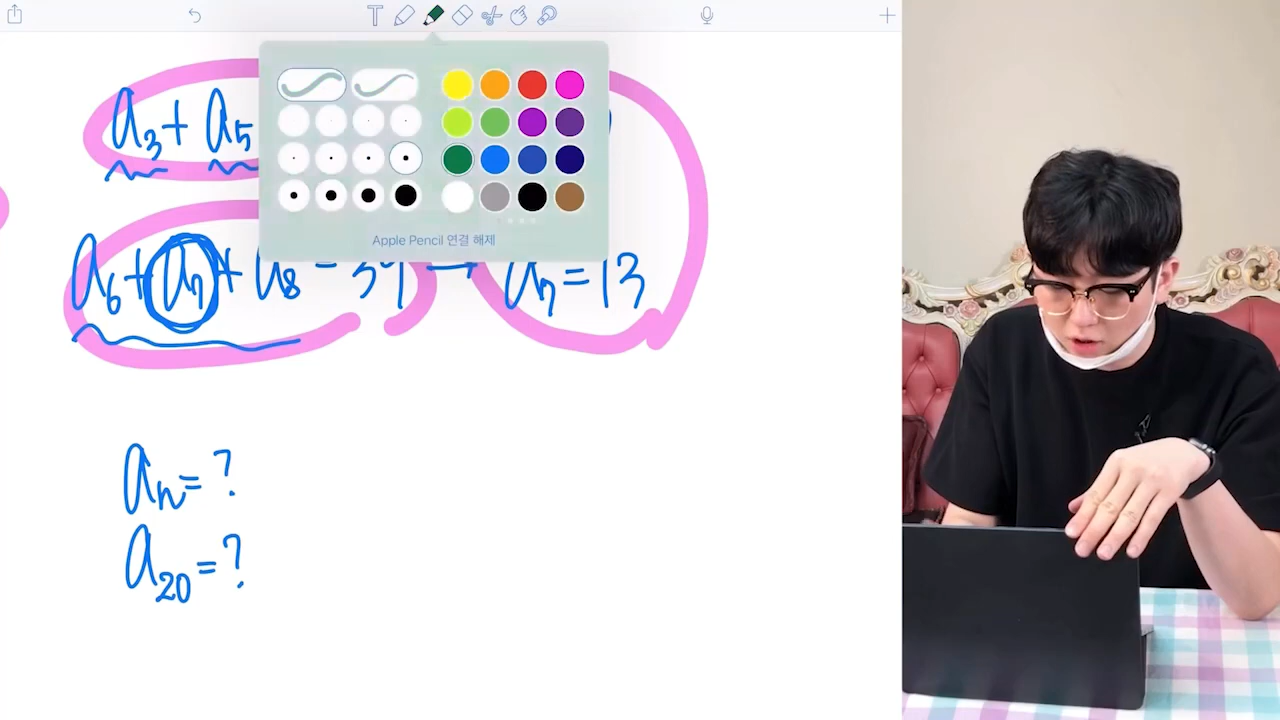 a₃ + a₅
a₆ + a₇ + a₈ = 39 → a₇ = 13
aₙ = ?
a₂₀ = ?
Apple Pencil 연결 해제